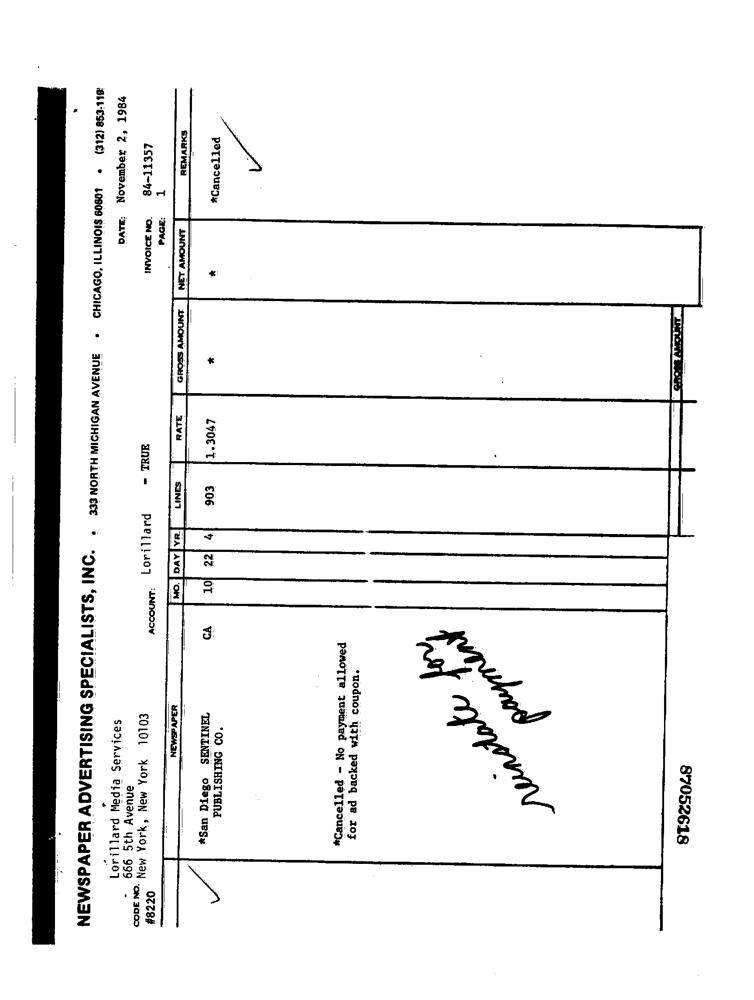 NEWSPAPER ADVERTISING SPECIALISTS, INC. • 333 NORTH MICHIGAN AVENUE • CHICAGO, ILLINOIS 60601 • (312) 853-119
Lorillard Media Services
DATE: November 2, 1984
666 5th Avenue
CODE NO. New York, New York 10103
ACCOUNT: Lorillard - TRUE
INVOICE NO. 84-11357
#8220
PAGE: 1
NEWSPAPER MO. DAY YR. LINES RATE GROSS AMOUNT NET AMOUNT REMARKS
*San Diego SENTINEL CA 10 22 4 903 1.3047 * * *Cancelled
PUBLISHING CO.
*Cancelled - No payment allowed
for ad backed with coupon.
reinstate for
payment
GROSS AMOUNT
87052618